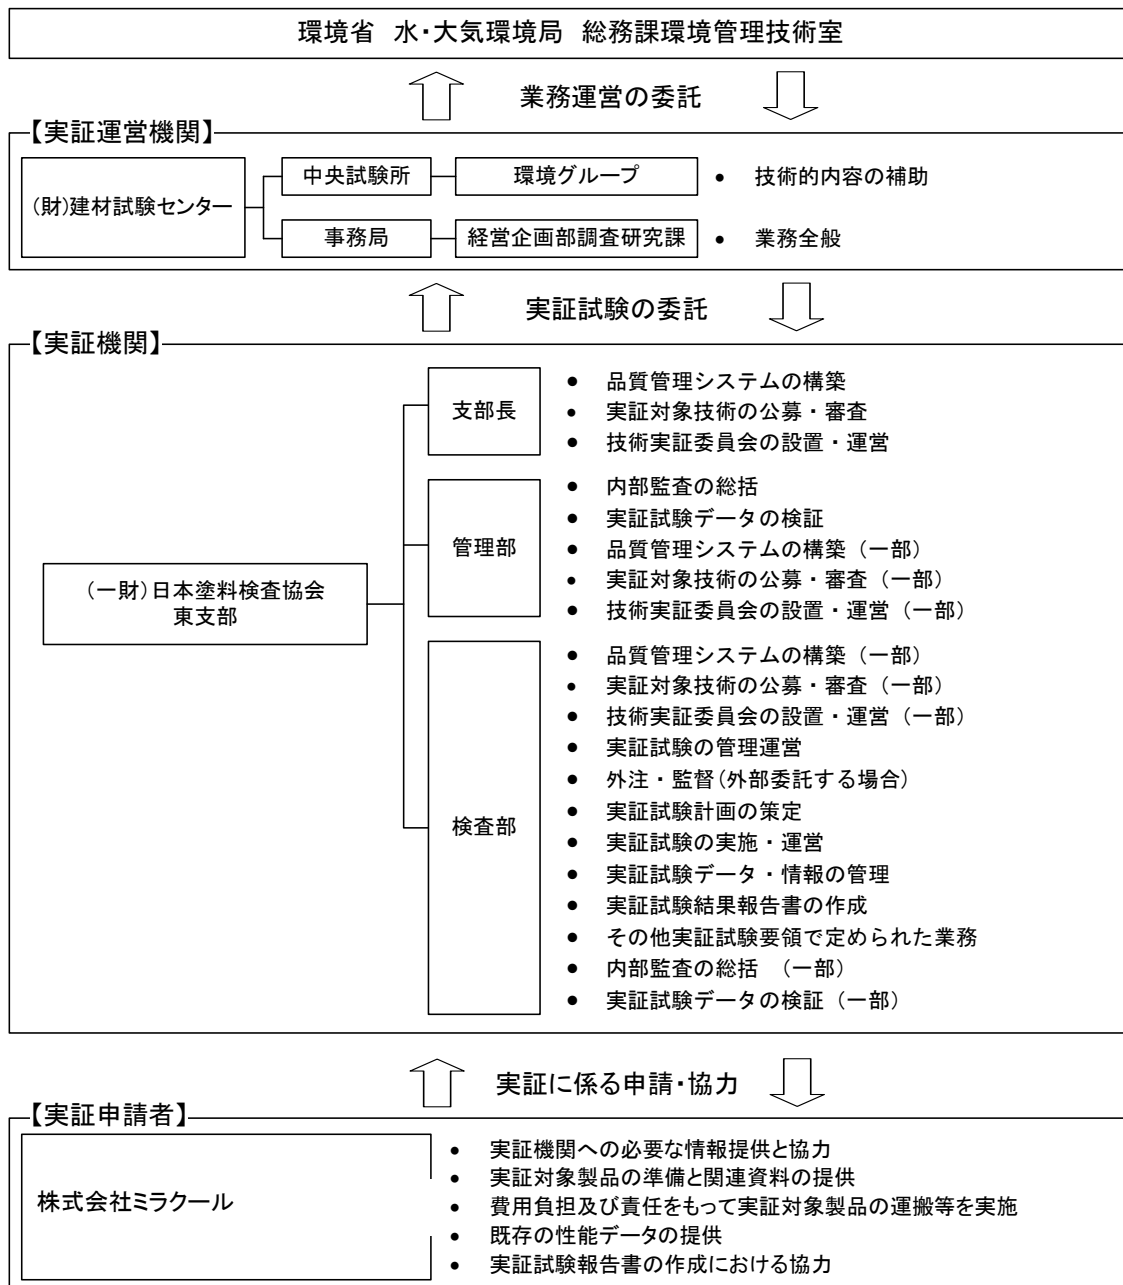 環境省 水・大気環境局 総務課環境管理技術室
業務運営の委託
【実証運営機関】
(財)建材試験センター
中央試験所
環境グループ
• 技術的内容の補助
事務局
経営企画部調査研究課
• 業務全般
実証試験の委託
【実証機関】
(一財)日本塗料検査協会
東支部
支部長
• 品質管理システムの構築
• 実証対象技術の公募・審査
• 技術実証委員会の設置・運営
管理部
• 内部監査の総括
• 実証試験データの検証
• 品質管理システムの構築（一部）
• 実証対象技術の公募・審査（一部）
• 技術実証委員会の設置・運営（一部）
検査部
• 品質管理システムの構築（一部）
• 実証対象技術の公募・審査（一部）
• 技術実証委員会の設置・運営（一部）
• 実証試験の管理運営
• 外注・監督(外部委託する場合)
• 実証試験計画の策定
• 実証試験の実施・運営
• 実証試験データ・情報の管理
• 実証試験結果報告書の作成
• その他実証試験要領で定められた業務
• 内部監査の総括 （一部）
• 実証試験データの検証（一部）
実証に係る申請・協力
【実証申請者】
株式会社ミラクール
• 実証機関への必要な情報提供と協力
• 実証対象製品の準備と関連資料の提供
• 費用負担及び責任をもって実証対象製品の運搬等を実施
• 既存の性能データの提供
• 実証試験報告書の作成における協力